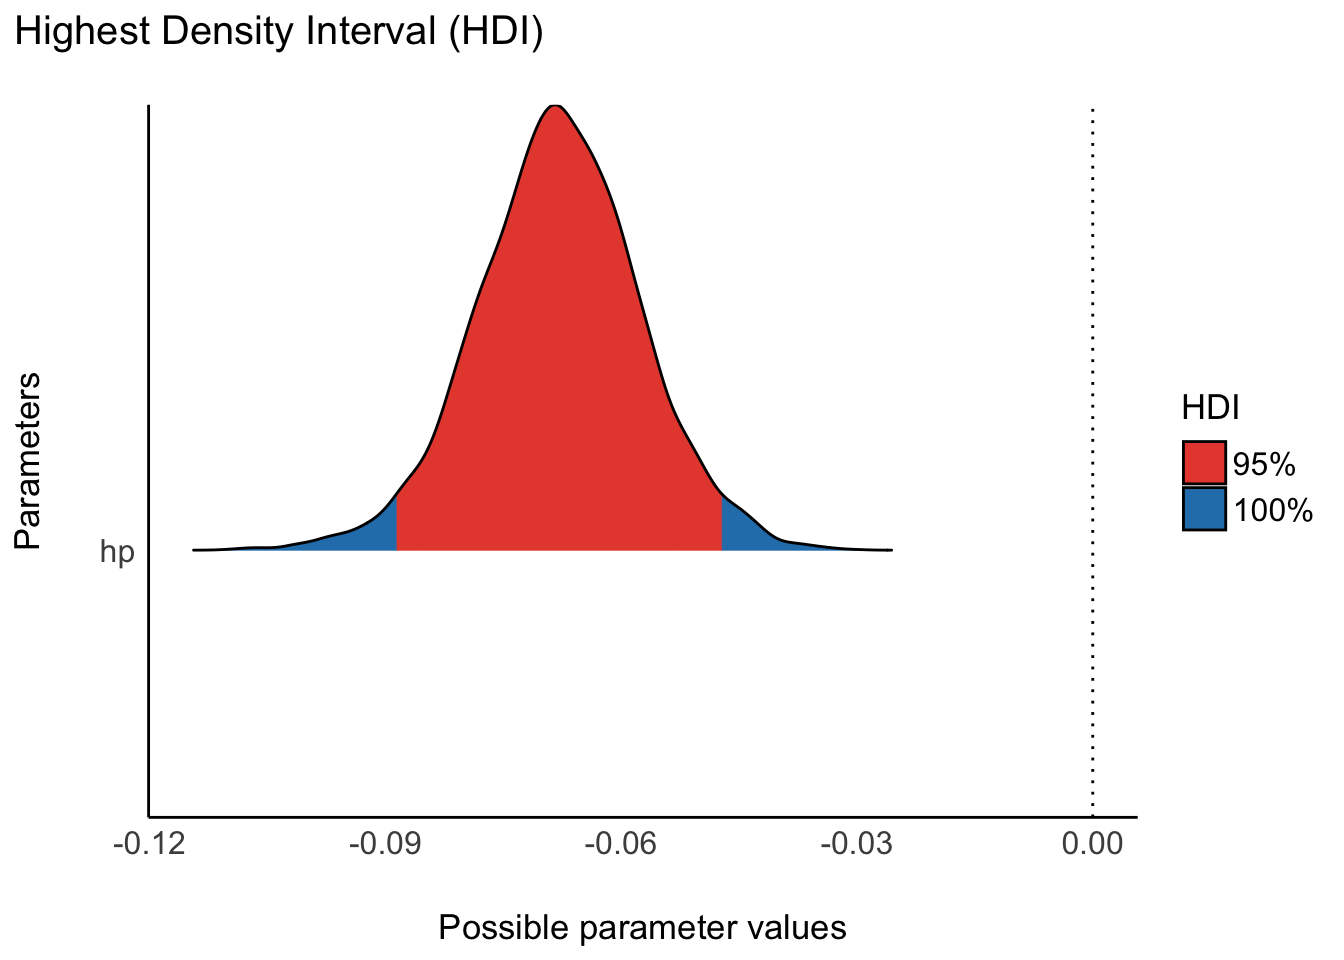 Highest Density Interval (HDI)
Parameters
hp
-0.12
-0.09
-0.06
-0.03
0.00
Possible parameter values
HDI
95%
100%